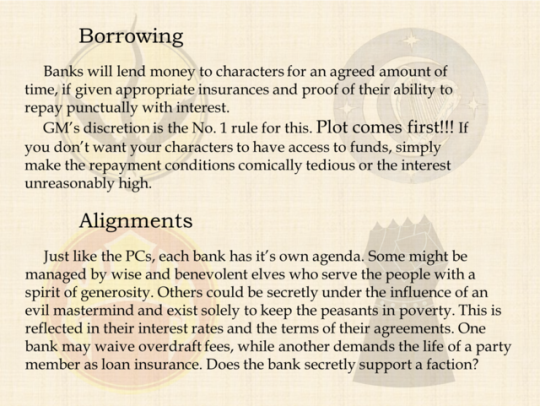 Borrowing
Banks will lend money to characters for an agreed amount of
time, if given appropriate insurances and proof of their ability to
repay punctually with interest.
GM's discretion is the No. 1 rule for this. Plot comes first!!! If
you don't want your characters to have access to funds, simply
make the repayment conditions comically tedious or the interest
unreasonably high.
Alignments
Just like the PCs, each bank has it's own agenda. Some might be
managed by wise and benevolent elves who serve the people with a
spirit of generosity. Others could be secretly under the influence of an
evil mastermind and exist solely to keep the peasants in poverty. This is
reflected in their interest rates and the terms of their agreements. One
bank may waive overdraft fees, while another demands the life of a party
member as loan insurance. Does the bank secretly support a faction?